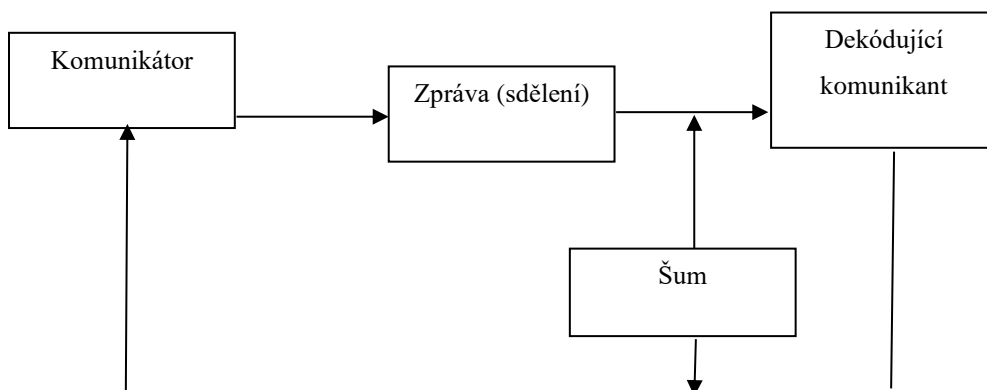 Komunikátor
Zpráva (sdělení)
Dekódující
komunikant
Šum